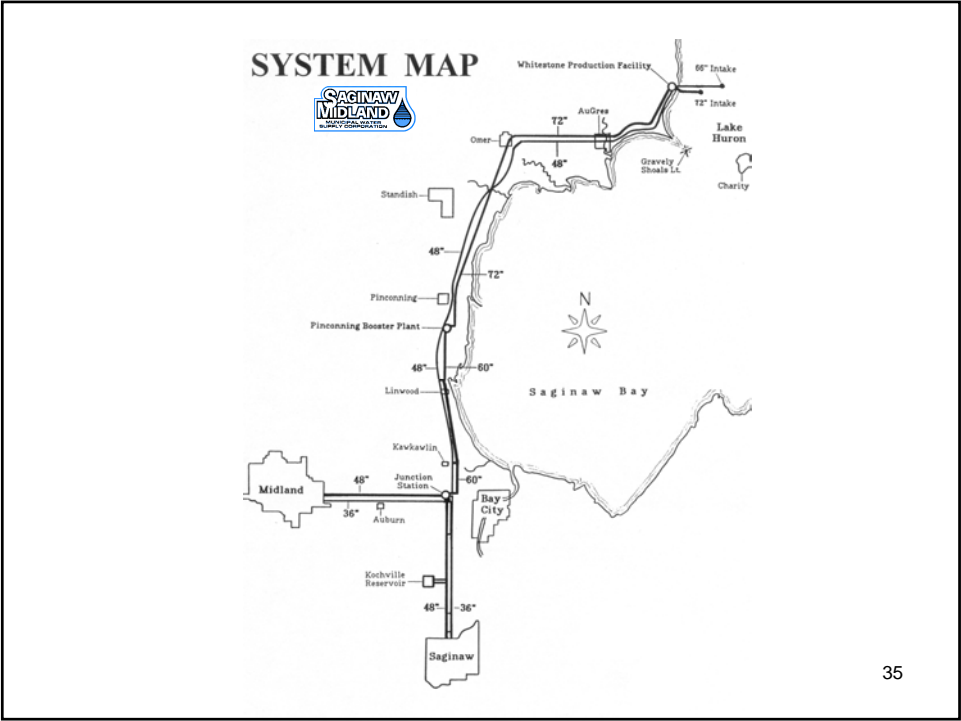 SYSTEM MAP
SAGINAW
MIDLAND
MUNICIPAL WATER
SUPPLY CORPORATION
Whitestone Production Facility
66" Intake
72" Intake
AuGres
72"
Omer
48"
Lake
Huron
Gravely
Shoals Lt.
Charity
Standish
48"
72"
Pinconning
N
Pinconning Booster Plant
48"
60"
Linwood
Saginaw Bay
Kawkawlin
Junction
Station
60"
Midland
48"
36"
Auburn
Bay
City
Kochville
Reservoir
48"
36"
Saginaw
35